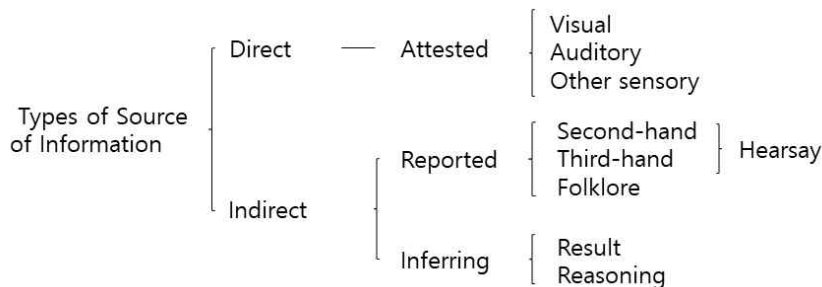 Types of Source
of Information
Direct
Attested
Visual
Auditory
Other sensory
Indirect
Reported
Second-hand
Third-hand
Folklore
Hearsay
Inferring
Result
Reasoning